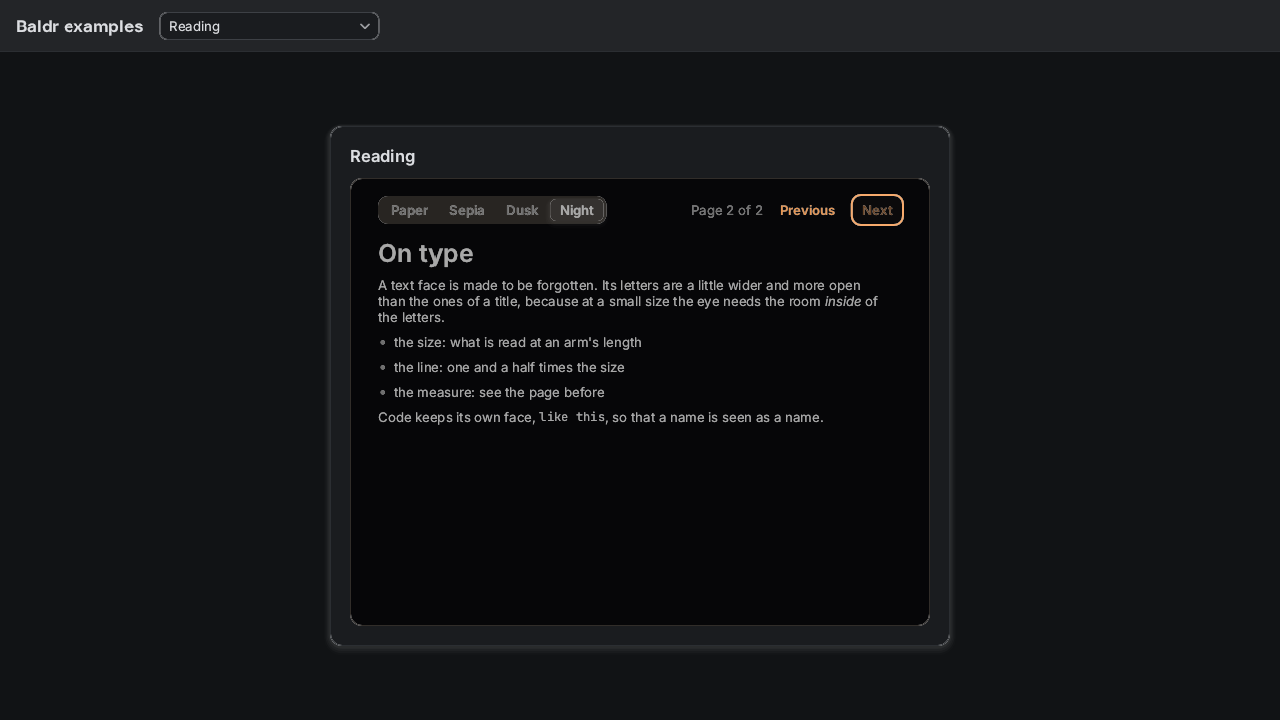 Baldr examples
Reading
Reading
Paper Sepia Dusk Night
Page 2 of 2 Previous Next
On type
A text face is made to be forgotten. Its letters are a little wider and more open
than the ones of a title, because at a small size the eye needs the room inside of
the letters.
• the size: what is read at an arm's length
• the line: one and a half times the size
• the measure: see the page before
Code keeps its own face, like this, so that a name is seen as a name.